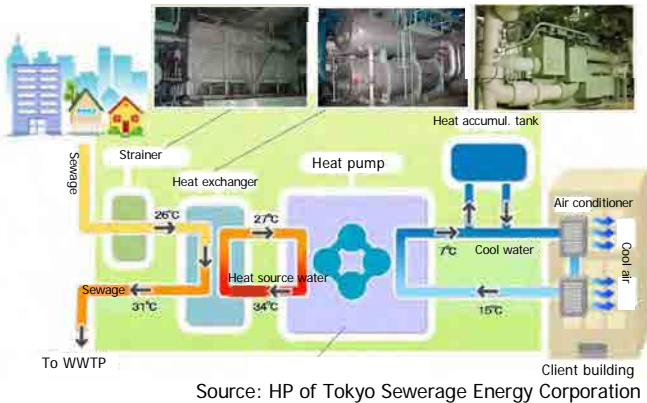 Heat accumul. tank
Strainer
Heat exchanger
Heat pump
Sewage
Air conditioner
26℃
27℃
7℃
Cool water
Cool air
Heat source water
Sewage
31℃
34℃
15℃
To WWTP
Client building
Source: HP of Tokyo Sewerage Energy Corporation